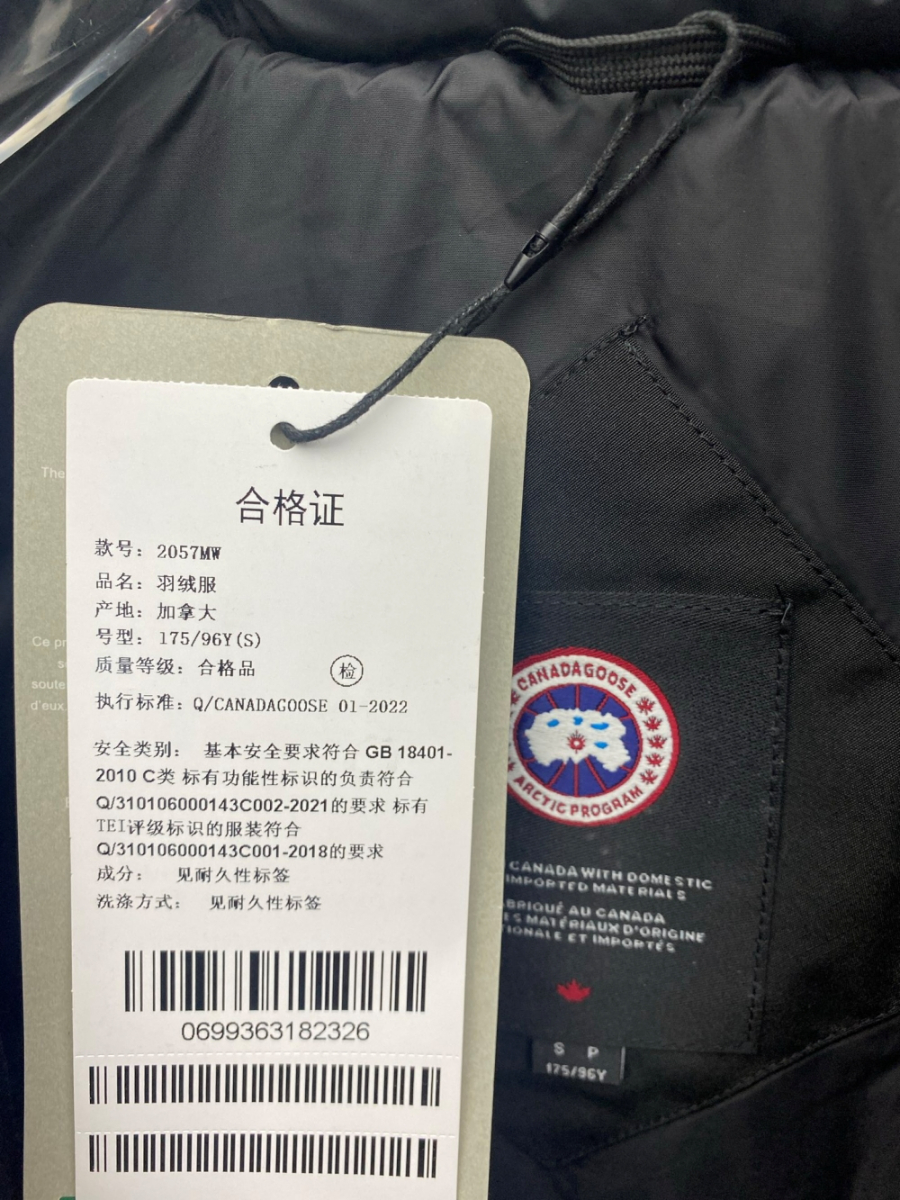 The
Ce
soute
d'eux
合格证
款号：2057MW
品名：羽绒服
产地：加拿大
号型：175/96Y(S)
质量等级：合格品 检
执行标准：Q/CANADAGOOSE 01-2022
安全类别： 基本安全要求符合 GB 18401-
2010 C类 标有功能性标识的负责符合
Q/310106000143C002-2021的要求 标有
TEI评级标识的服装符合
Q/310106000143C001-2018的要求
成分： 见耐久性标签
洗涤方式： 见耐久性标签
0699363182326
CANADA GOOSE
ARCTIC PROGRAM
CANADA WITH DOMESTIC
IMPORTED MATERIALS
BRIQUÉ AU CANADA
ES MATÉRIAUX D'ORIGINE
TIONALE ET IMPORTÉS
S P
175/96Y